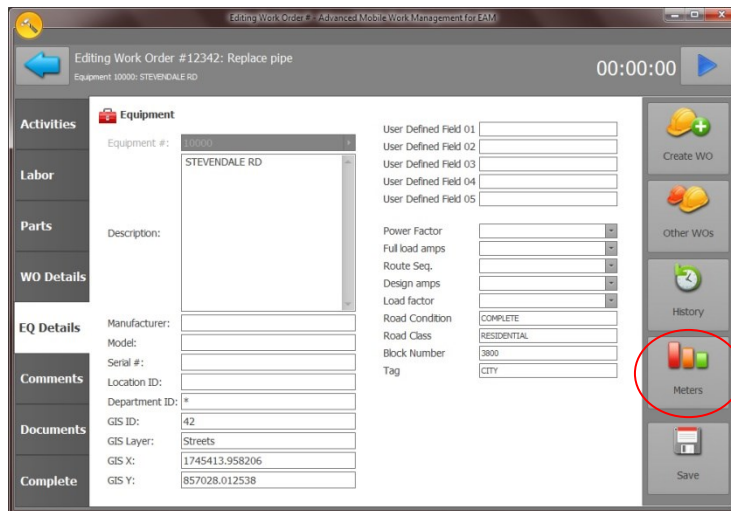 Editing Work Order # - Advanced Mobile Work Management for EAM
Editing Work Order #12342: Replace pipe
Equipment 10000: STEVENDALE RD
00:00:00
Activities
Labor
Parts
WO Details
EQ Details
Comments
Documents
Complete
Equipment
Equipment #: 10000
STEVENDALE RD
Description:
Manufacturer:
Model:
Serial #:
Location ID:
Department ID: *
GIS ID: 42
GIS Layer: Streets
GIS X: 1745413.958206
GIS Y: 857028.012538
User Defined Field 01
User Defined Field 02
User Defined Field 03
User Defined Field 04
User Defined Field 05
Power Factor
Full load amps
Route Seq.
Design amps
Load factor
Road Condition COMPLETE
Road Class RESIDENTIAL
Block Number 3800
Tag CITY
Create WO
Other WOs
History
Meters
Save